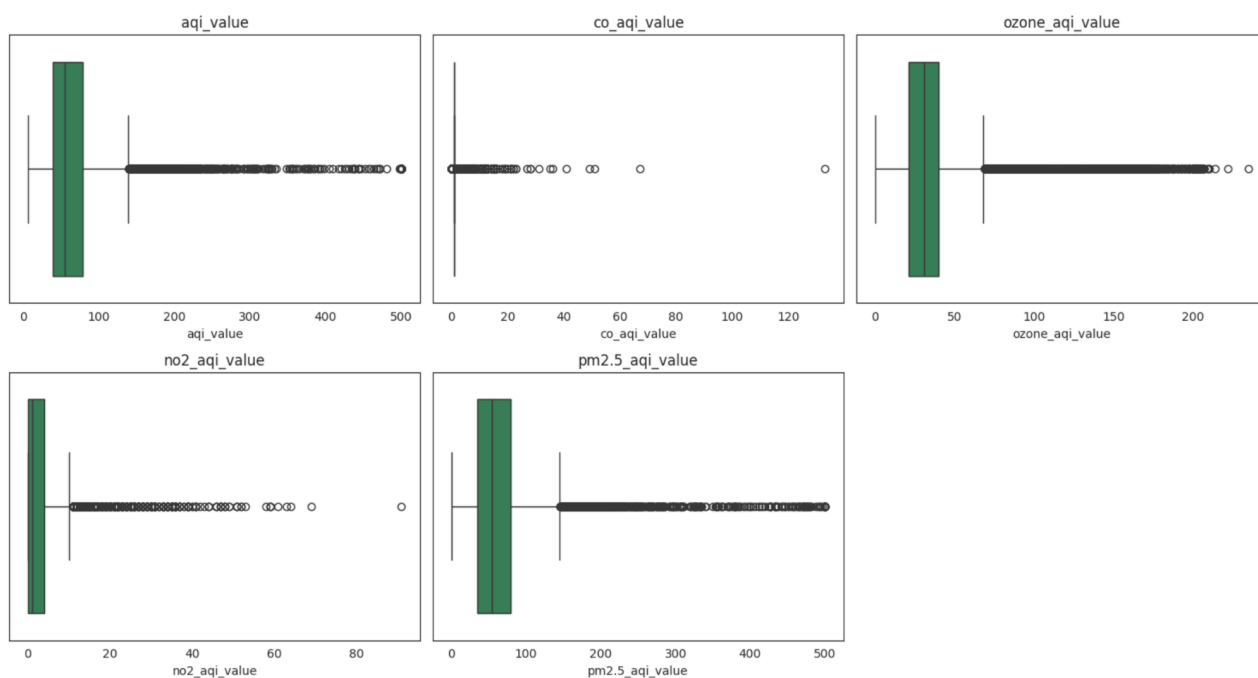 aqi_value co_aqi_value ozone_aqi_value
0 100 200 300 400 500 0 20 40 60 80 100 120 0 50 100 150 200
aqi_value co_aqi_value ozone_aqi_value
no2_aqi_value pm2.5_aqi_value
0 20 40 60 80 0 100 200 300 400 500
no2_aqi_value pm2.5_aqi_value